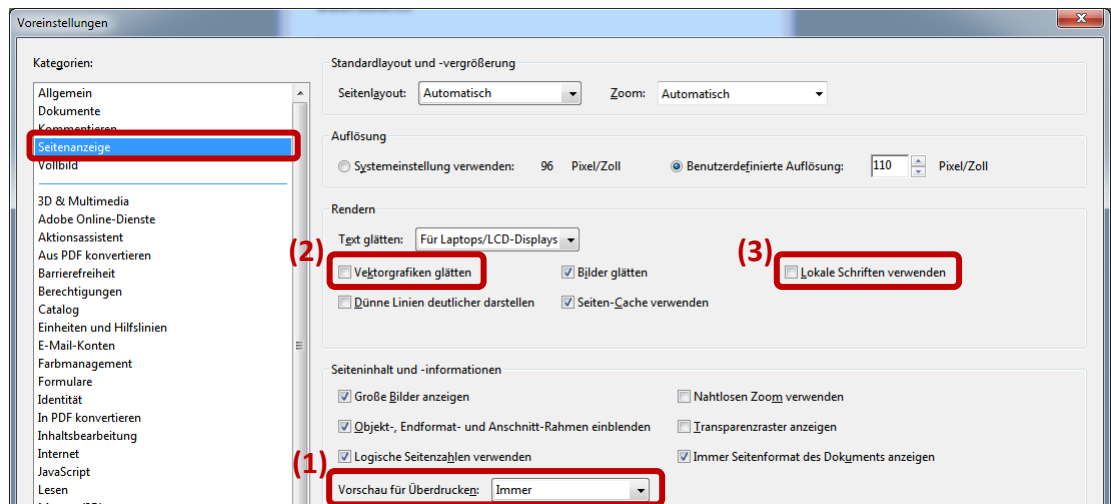 Voreinstellungen
Kategorien:
Allgemein
Dokumente
Kommentieren
Seitenanzeige
Vollbild
3D & Multimedia
Adobe Online-Dienste
Aktionsassistent
Aus PDF konvertieren
Barrierefreiheit
Berechtigungen
Catalog
Einheiten und Hilfslinien
E-Mail-Konten
Farbmanagement
Formulare
Identität
In PDF konvertieren
Inhaltsbearbeitung
Internet
JavaScript
Lesen
Standardlayout und -vergrößerung
Seitenlayout: Automatisch Zoom: Automatisch
Auflösung
Systemeinstellung verwenden: 96 Pixel/Zoll Benutzerdefinierte Auflösung: 110 Pixel/Zoll
Rendern
Text glätten: Für Laptops/LCD-Displays
(2) Vektorgrafiken glätten Bilder glätten (3) Lokale Schriften verwenden
Dünne Linien deutlicher darstellen Seiten-Cache verwenden
Seiteninhalt und -informationen
Große Bilder anzeigen Nahtlosen Zoom verwenden
Objekt-, Endformat- und Anschnitt-Rahmen einblenden Transparenzraster anzeigen
Logische Seitenzahlen verwenden Immer Seitenformat des Dokuments anzeigen
(1) Vorschau für Überdrucken: Immer